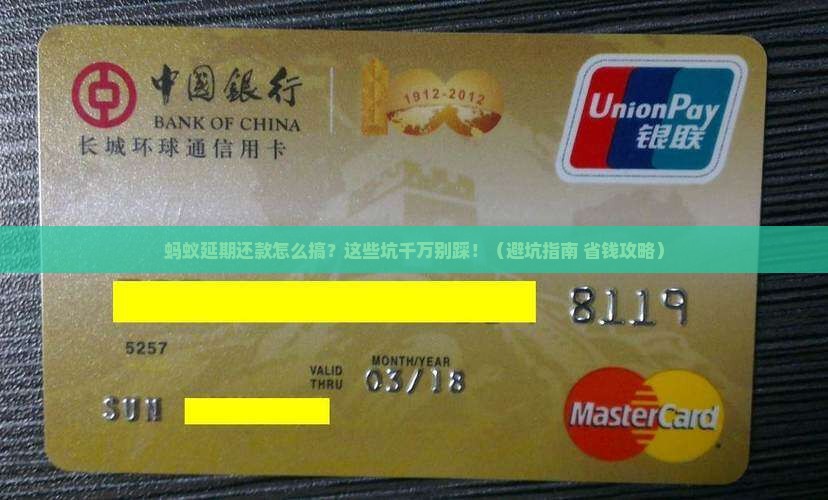 中國銀行
BANK OF CHINA
长城环球通信用卡
1912-2012
UnionPay
银联
蚂蚁延期还款怎么搞？这些坑千万别踩！（避坑指南 省钱攻略）
8119
5257
VALID THRU
MONTH/YEAR
03/18
SUN
MasterCard